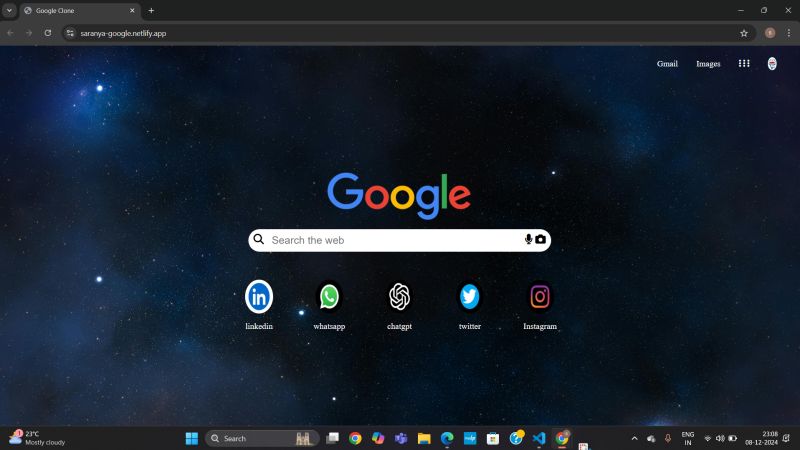 Google Clone
saranya-google.netlify.app
Gmail Images
Google
Search the web
linkedin whatsapp chatgpt twitter Instagram
1
23°C
Mostly cloudy
Search
ENG
IN
23:08
08-12-2024